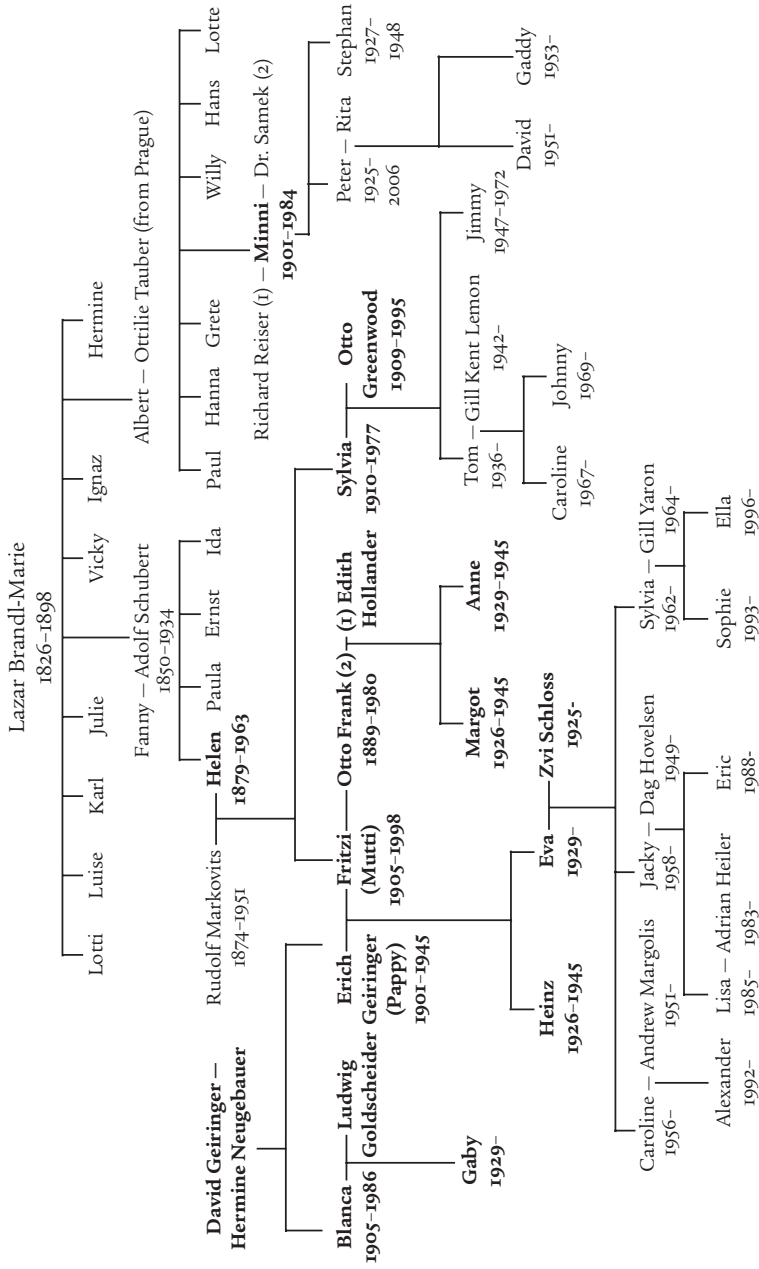 Lazar Brandl-Marie
1826–1898
Lotti Luise Karl Julie Vicky Ignaz Hermine
Fanny – Adolf Schubert
1850–1934
Albert – Ottilie Tauber (from Prague)
Helen Paula Ernst Ida
1879–1963
Paul Hanna Grete Willy Hans Lotte
Rudolf Markovits
1874–1951
Richard Reiser (1) – Minni – Dr. Samek (2)
1901–1984
David Geiringer –
Hermine Neugebauer
Blanca
1905–1986
Ludwig
Goldscheider
Erich
Geiringer
(Pappy)
1901–1945
Fritzi
(Mutti)
1905–1998
Otto Frank (2)
1889–1980
(1) Edith
Hollander
Sylvia
1910–1977
Otto
Greenwood
1909–1995
Peter – Rita
1925–
2006
Stephan
1927–
1948
Gaby
1929–
Heinz
1926–1945
Eva
1929–
Zvi Schloss
1925-
Margot
1926–1945
Anne
1929–1945
Tom – Gill Kent Lemon
1936– 1942–
Jimmy
1947–1972
David
1951–
Gaddy
1953–
Caroline
1967–
Johnny
1969–
Caroline – Andrew Margolis
1956– 1951–
Jacky – Dag Hovelsen
1958– 1949–
Sylvia – Gill Yaron
1962– 1964–
Alexander
1992–
Lisa – Adrian Heiler
1985– 1983–
Eric
1988-
Sophie
1993–
Ella
1996–